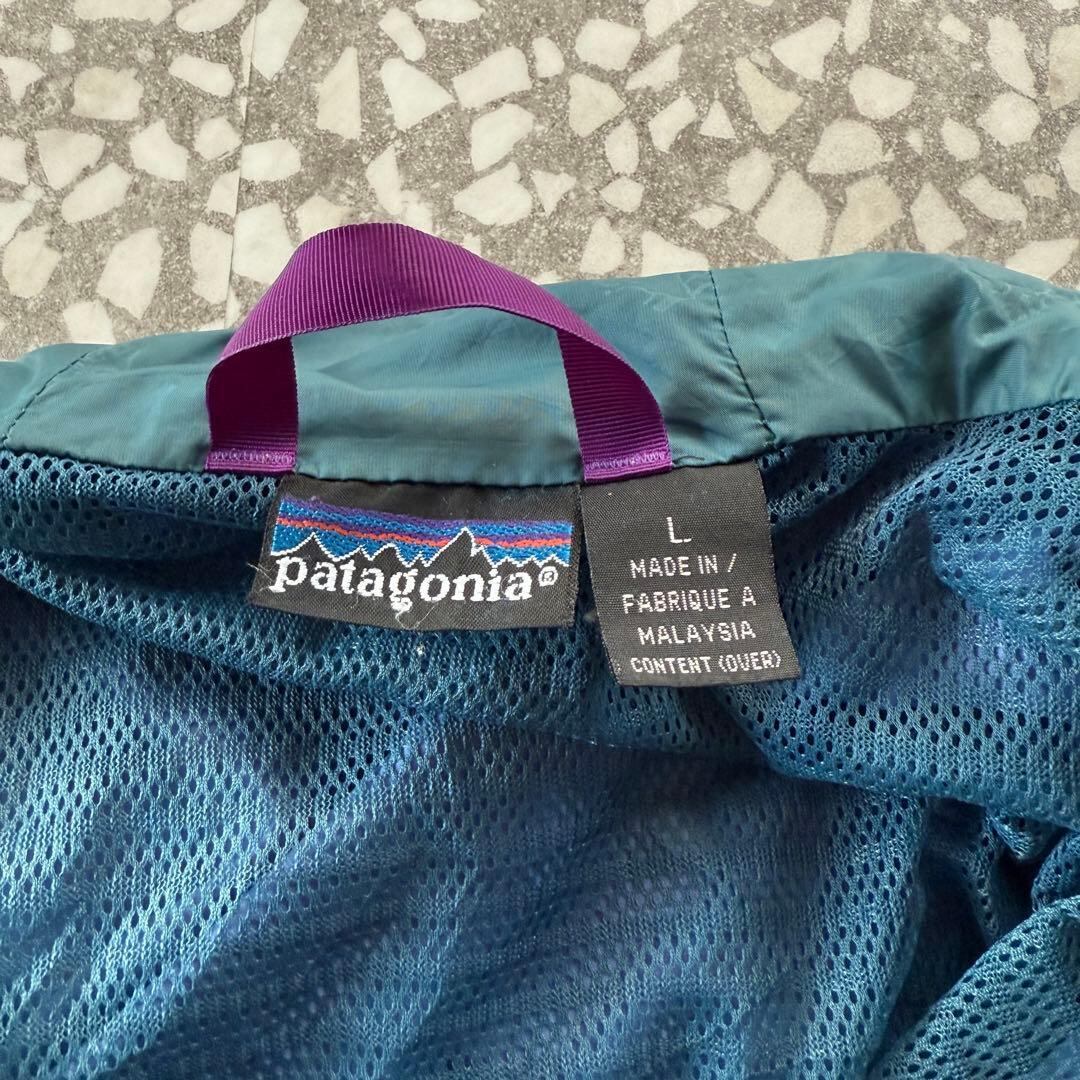 patagonia®
L
MADE IN /
FABRIQUE A
MALAYSIA
CONTENT (OVER)